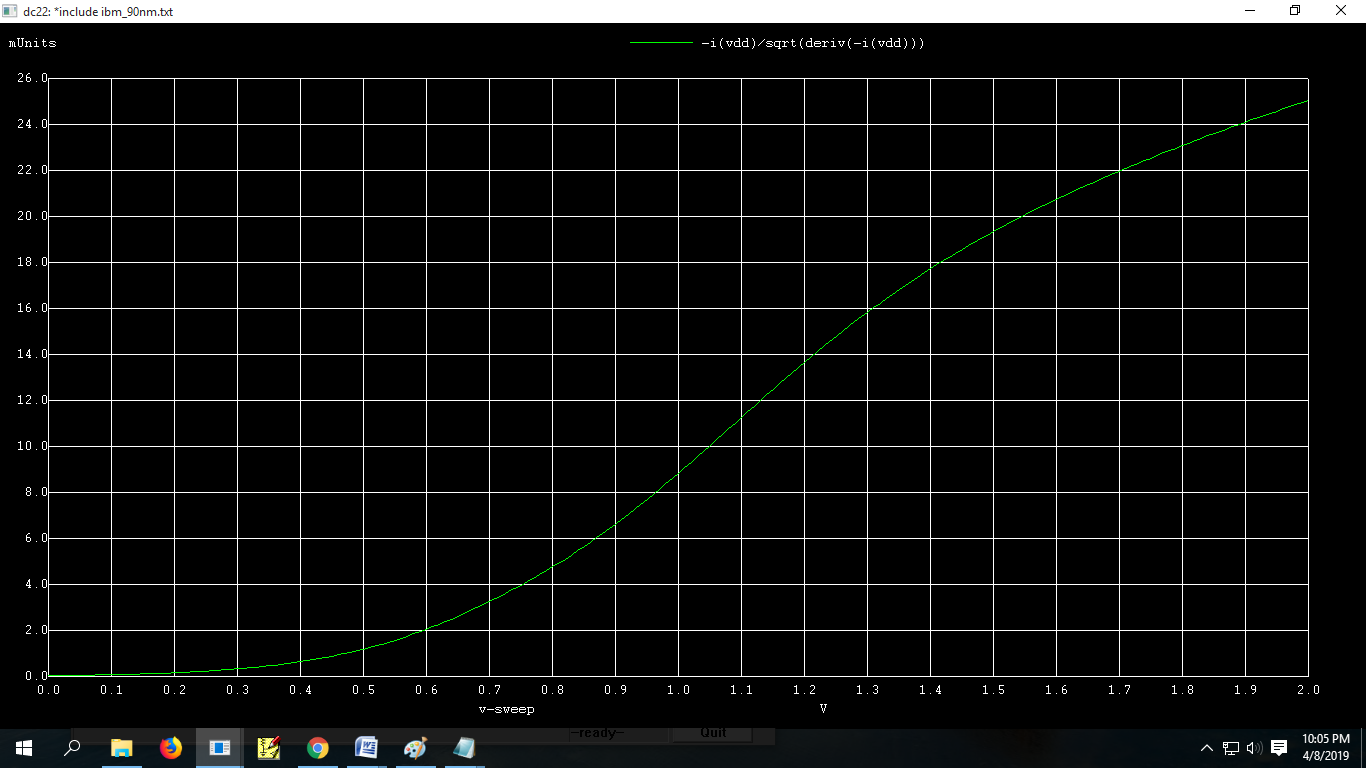 dc22: *include ibm_90nm.txt
mUnits
-i(vdd)/sqrt(deriv(-i(vdd)))
26.0
24.0
22.0
20.0
18.0
16.0
14.0
12.0
10.0
8.0
6.0
4.0
2.0
0.0
0.0 0.1 0.2 0.3 0.4 0.5 0.6 0.7 0.8 0.9 1.0 1.1 1.2 1.3 1.4 1.5 1.6 1.7 1.8 1.9 2.0
v-sweep V
--ready-- Quit
10:05 PM
4/8/2019